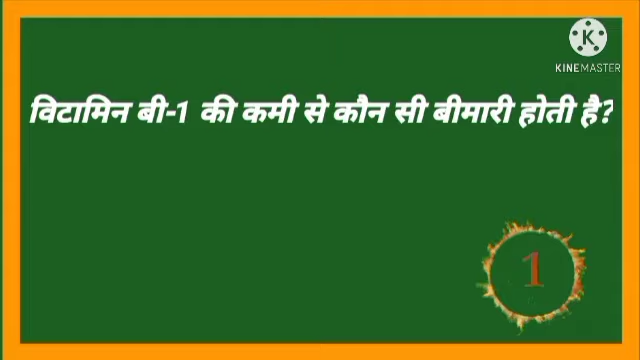 K
KINEMASTER
विटामिन बी-1 की कमी से कौन सी बीमारी होती है?
1